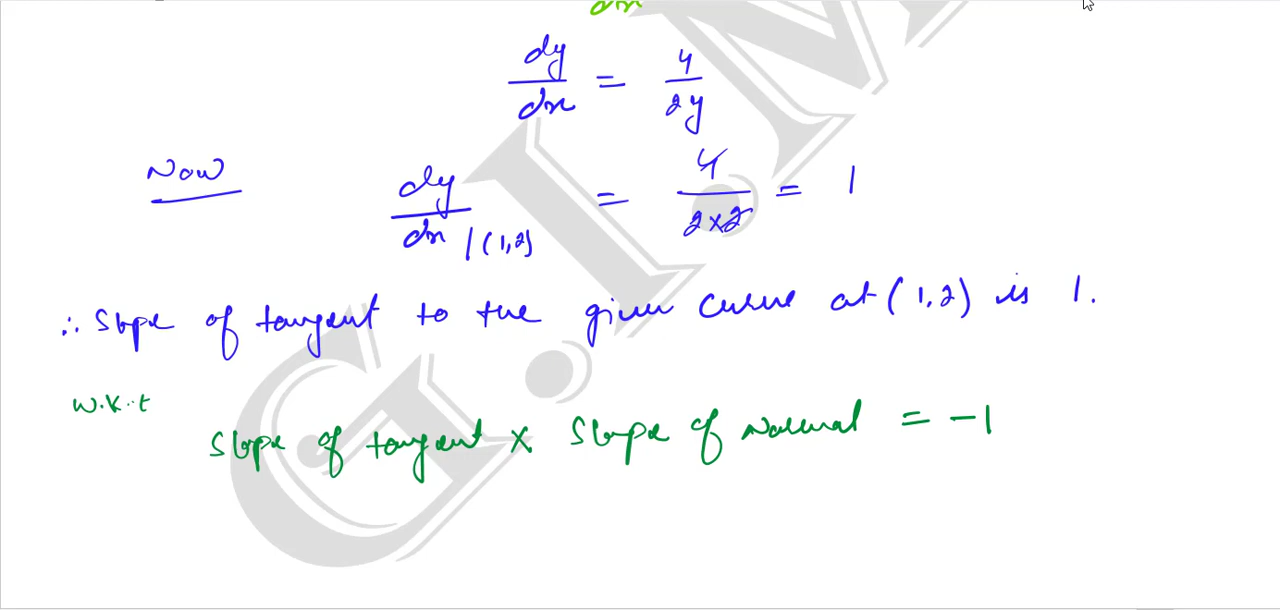 dx
dy/dx = 4/2y
Now dy/dx |(1,2) = 4/2×2 = 1
∴ Slope of tangent to the given curve at (1,2) is 1.
W.K.t
Slope of tangent × Slope of Normal = -1